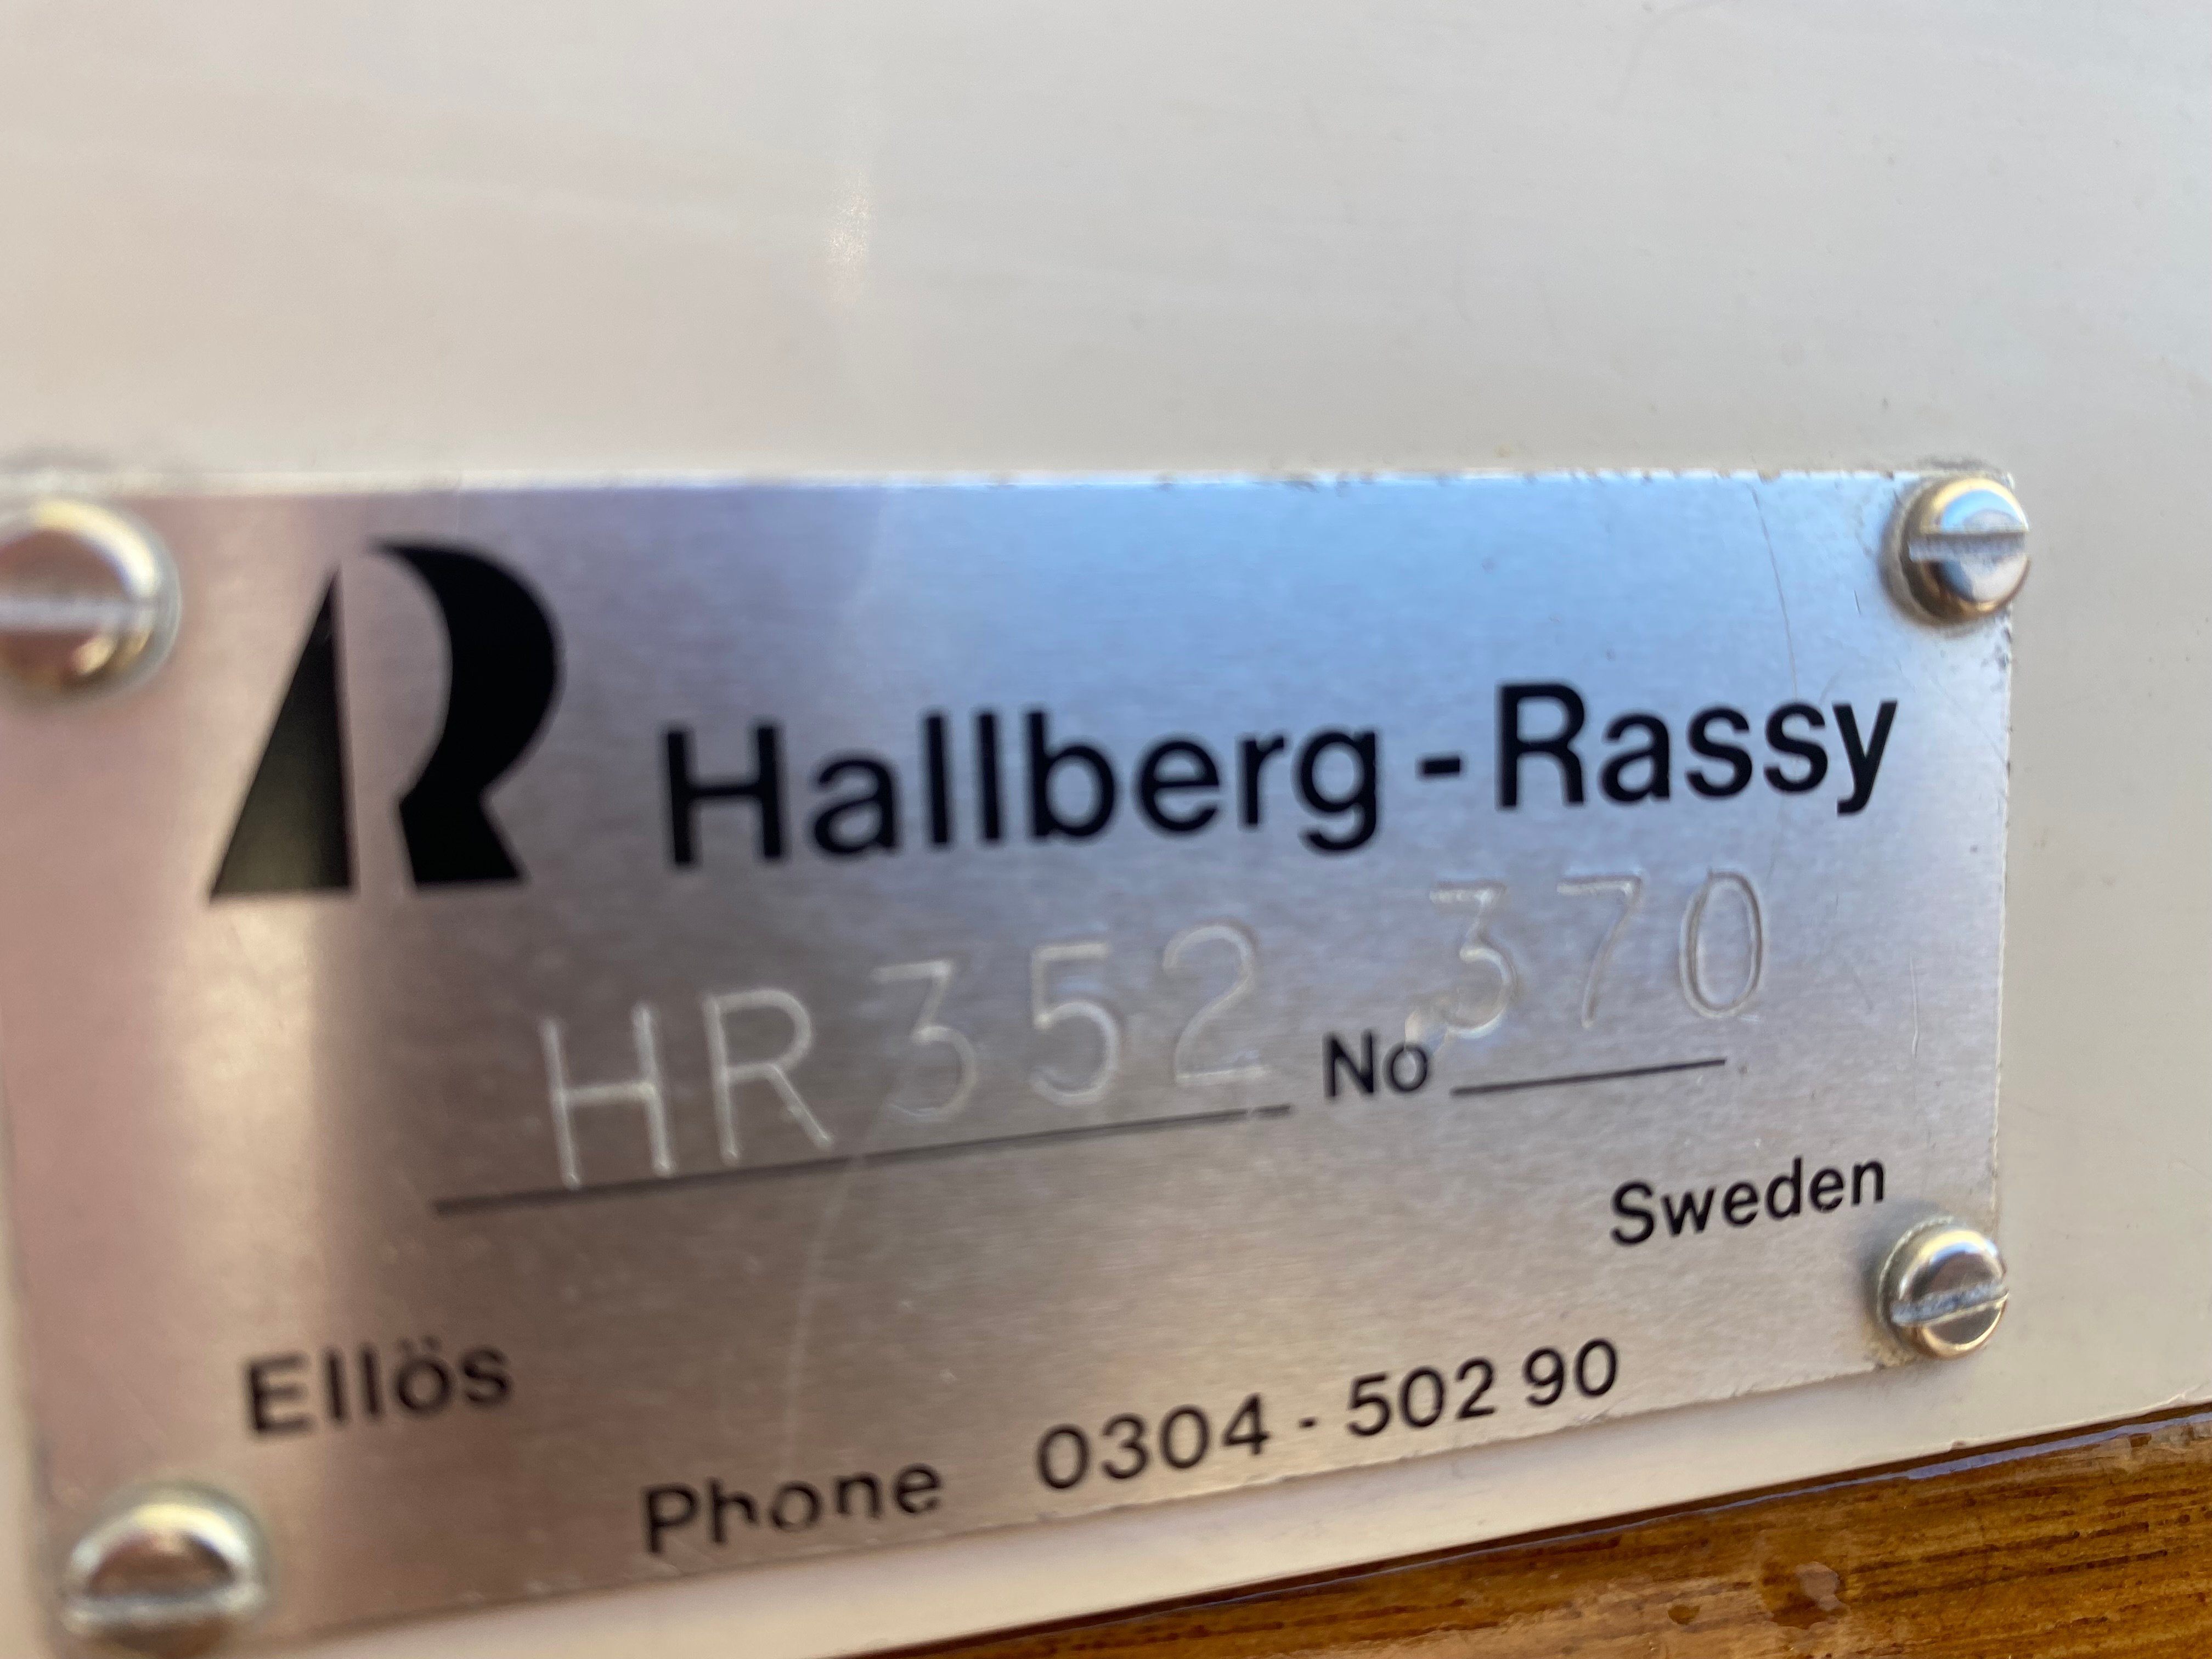 R Hallberg-Rassy
HR352 No 370
Sweden
Ellös
Phone 0304-502 90